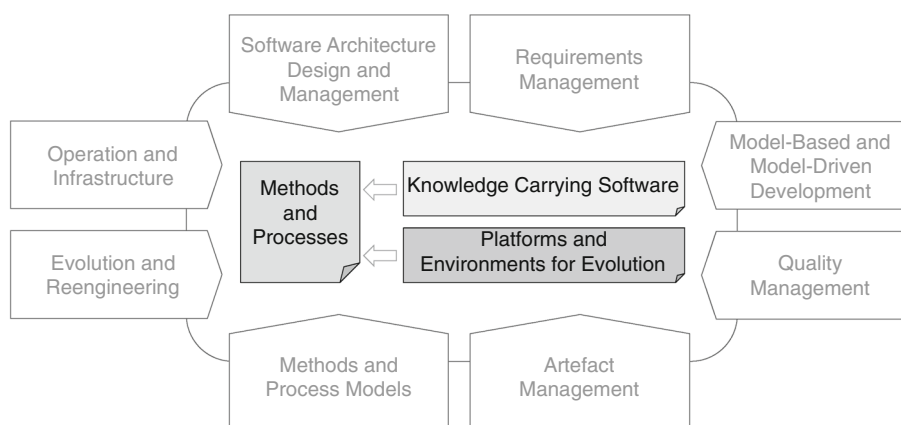 Software Architecture
Design and
Management
Requirements
Management
Operation and
Infrastructure
Model-Based and
Model-Driven
Development
Methods
and
Processes
Knowledge Carrying Software
Platforms and
Environments for Evolution
Evolution and
Reengineering
Quality
Management
Methods and
Process Models
Artefact
Management